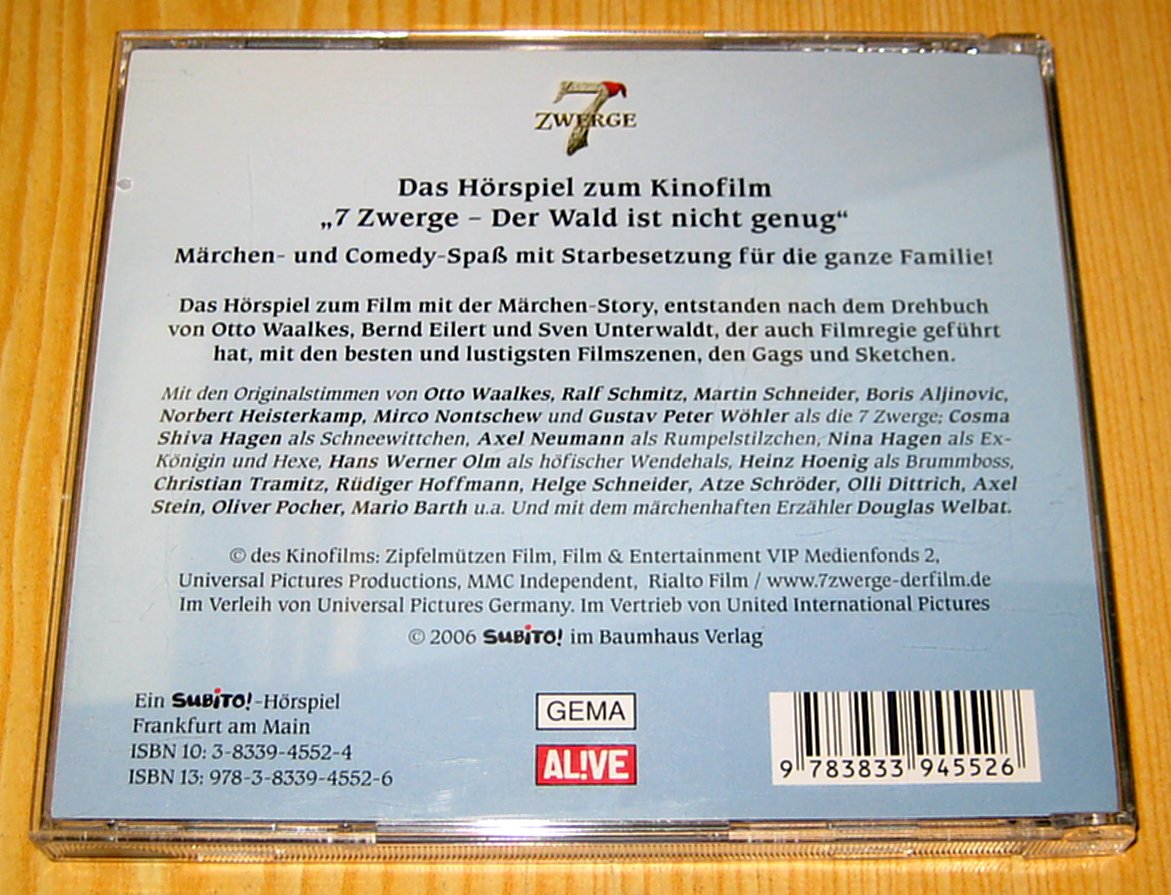 7
ZWERGE
Das Hörspiel zum Kinofilm
„7 Zwerge – Der Wald ist nicht genug“
Märchen- und Comedy-Spaß mit Starbesetzung für die ganze Familie!
Das Hörspiel zum Film mit der Märchen-Story, entstanden nach dem Drehbuch
von Otto Waalkes, Bernd Eilert und Sven Unterwaldt, der auch Filmregie geführt
hat, mit den besten und lustigsten Filmszenen, den Gags und Sketchen.
Mit den Originalstimmen von Otto Waalkes, Ralf Schmitz, Martin Schneider, Boris Aljinovic,
Norbert Heisterkamp, Mirco Nontschew und Gustav Peter Wöhler als die 7 Zwerge; Cosma
Shiva Hagen als Schneewittchen, Axel Neumann als Rumpelstilzchen, Nina Hagen als Ex-
Königin und Hexe, Hans Werner Olm als höfischer Wendehals, Heinz Hoenig als Brummboss,
Christian Tramitz, Rüdiger Hoffmann, Helge Schneider, Atze Schröder, Olli Dittrich, Axel
Stein, Oliver Pocher, Mario Barth u.a. Und mit dem märchenhaften Erzähler Douglas Welbat.
© des Kinofilms: Zipfelmützen Film, Film & Entertainment VIP Medienfonds 2,
Universal Pictures Productions, MMC Independent, Rialto Film / www.7zwerge-derfilm.de
Im Verleih von Universal Pictures Germany. Im Vertrieb von United International Pictures
© 2006 SUBiTO! im Baumhaus Verlag
Ein SUBiTO!-Hörspiel
Frankfurt am Main
ISBN 10: 3-8339-4552-4
ISBN 13: 978-3-8339-4552-6
GEMA
AL!VE
9 783833 945526